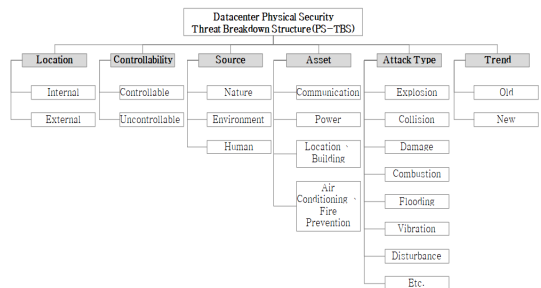 Datacenter Physical Security
Threat Breakdown Structure(PS-TBS)
Location
Controllability
Source
Asset
Attack Type
Trend
Internal
Controllable
Nature
Communication
Explosion
Old
External
Uncontrollable
Environment
Power
Collision
New
Human
Location ·
Building
Damage
Combustion
Air
Conditioning ·
Fire
Prevention
Flooding
Vibration
Disturbance
Etc.